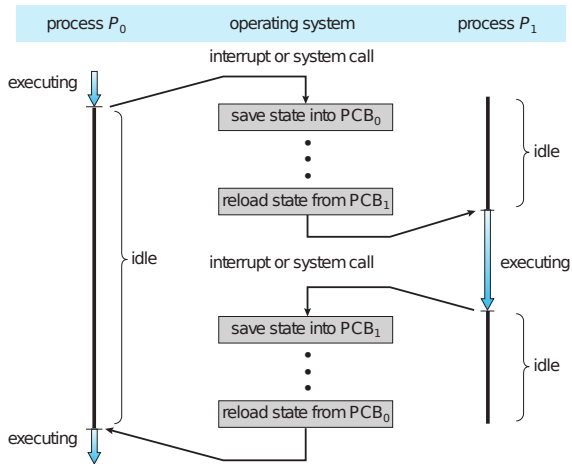 process P0 operating system process P1
interrupt or system call
executing
save state into PCB0
idle
reload state from PCB1
idle
interrupt or system call
executing
save state into PCB1
idle
reload state from PCB0
executing